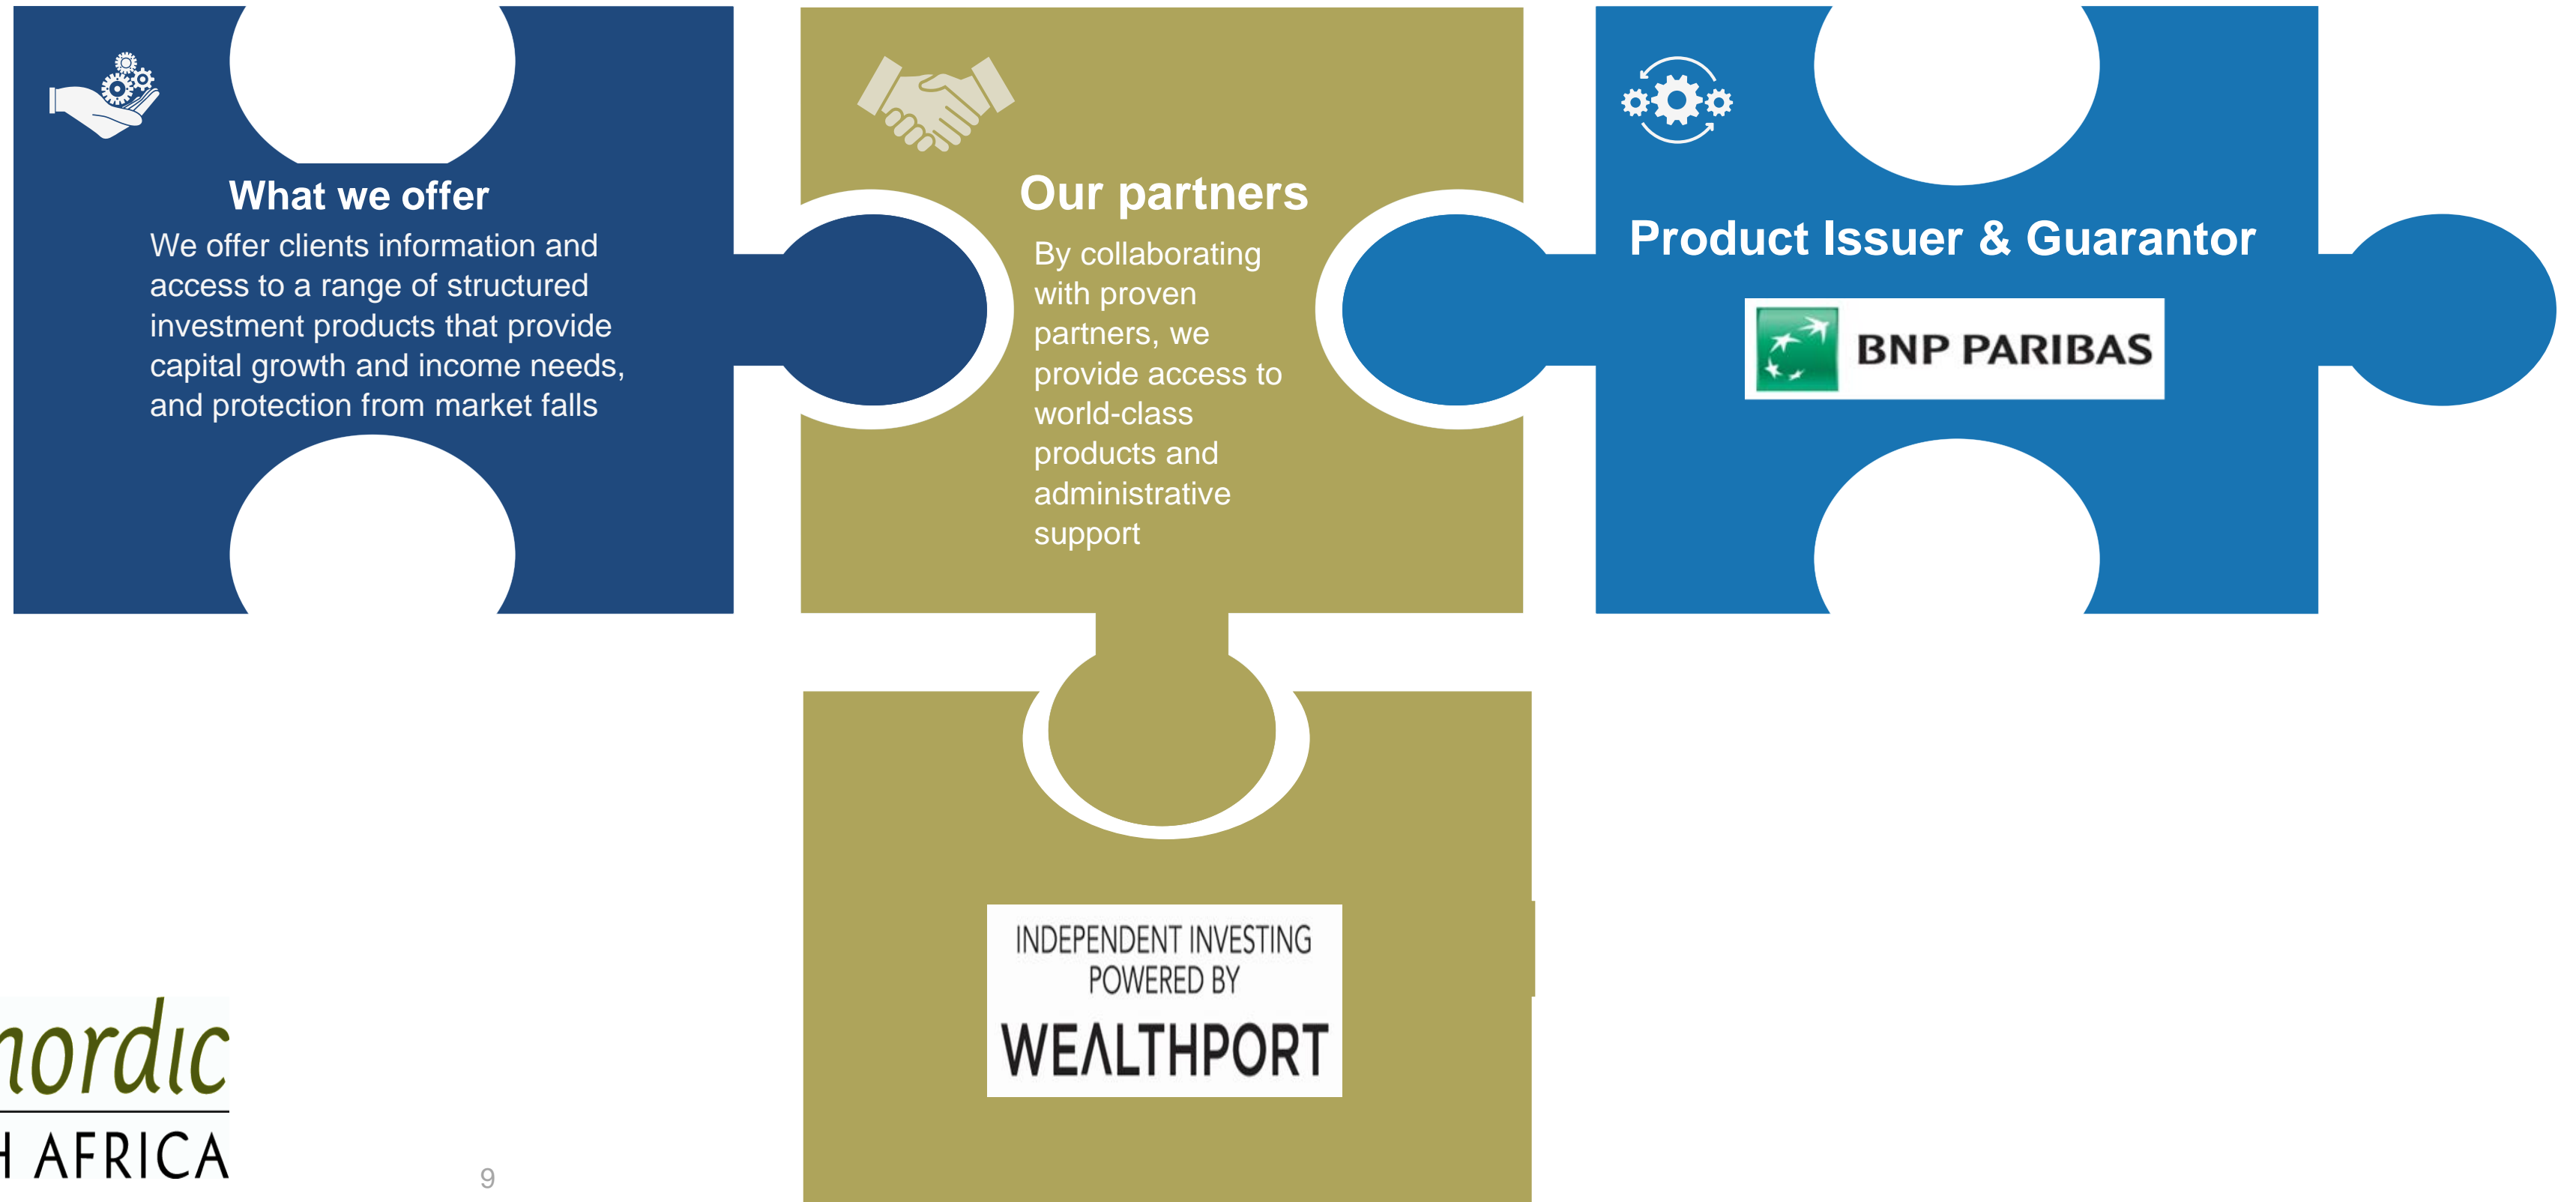 What we offer
We offer clients information and
access to a range of structured
investment products that provide
capital growth and income needs,
and protection from market falls
Our partners
By collaborating
with proven
partners, we
provide access to
world-class
products and
administrative
support
Product Issuer & Guarantor
BNP PARIBAS
INDEPENDENT INVESTING
POWERED BY
WEALTHPORT
nordic
H AFRICA
9